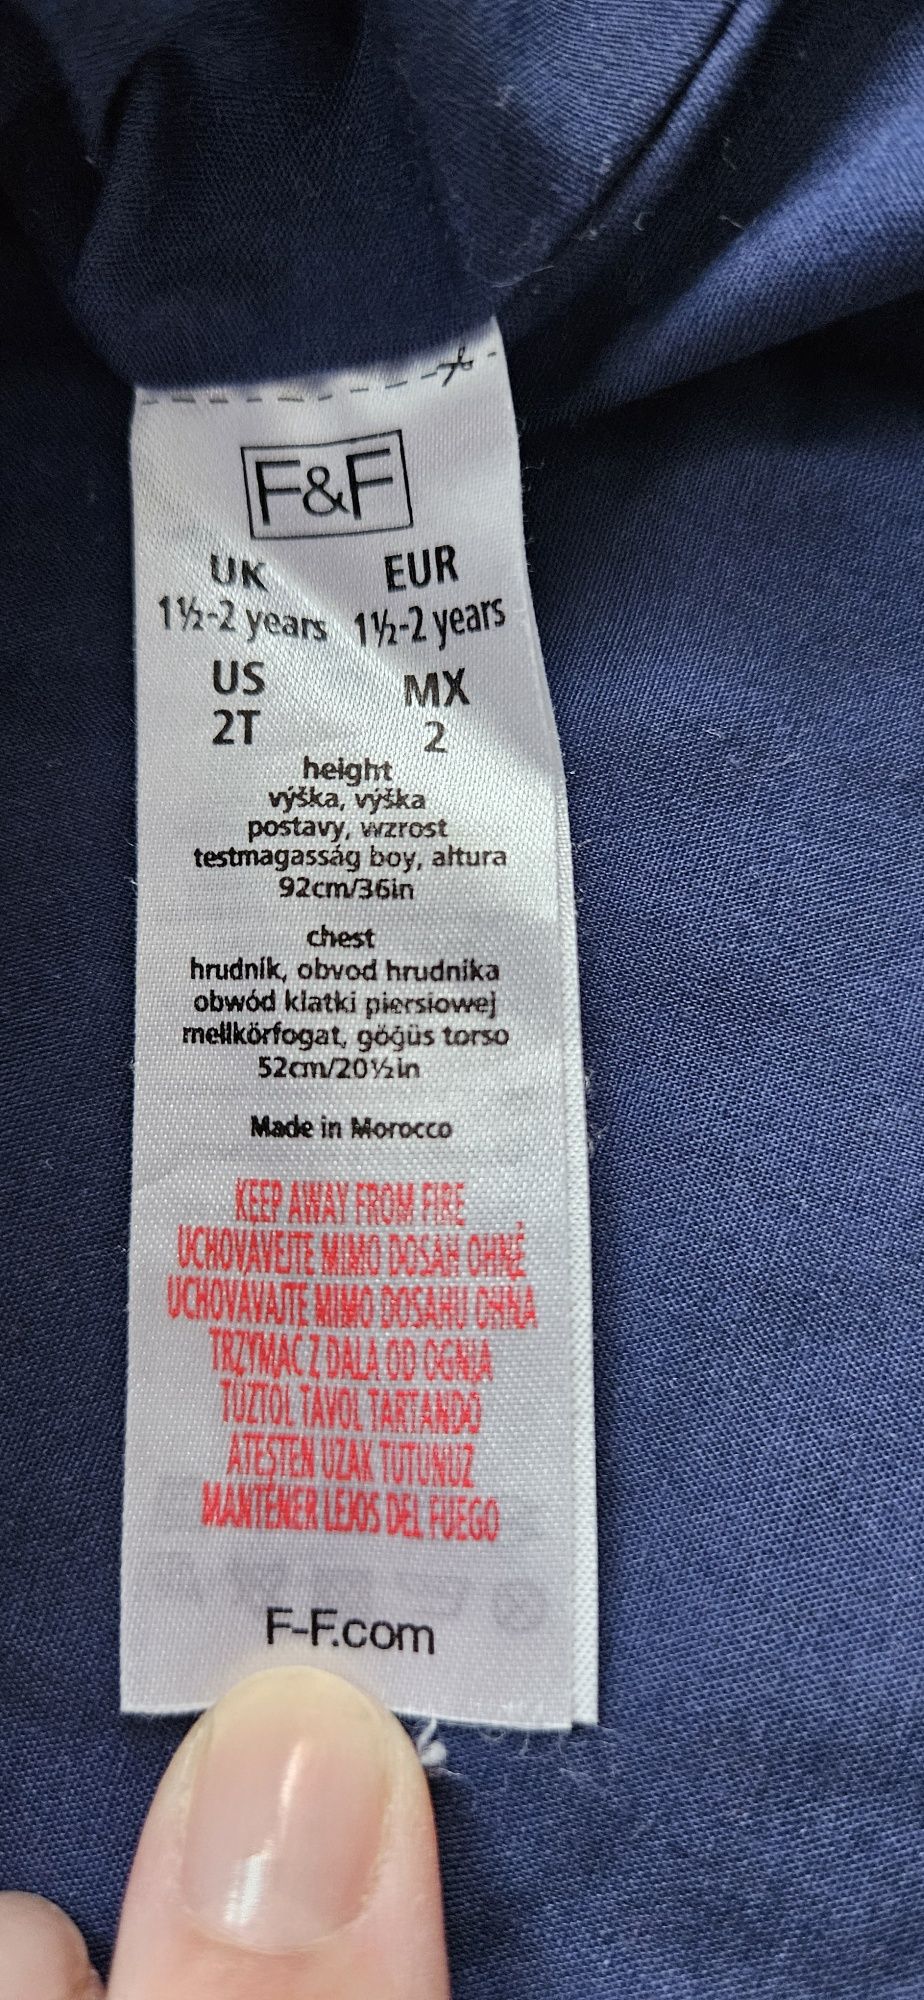 F&F
UK EUR
1½-2 years 1½-2 years
US MX
2T 2
height
výška, výška
postavy, wzrost
testmagasság boy, altura
92cm/36in
chest
hrudník, obvod hrudníka
obwód klatki piersiowej
mellkörfogat, göğüs torso
52cm/20½in
Made in Morocco
KEEP AWAY FROM FIRE
UCHOVÁVEJTE MIMO DOSAH OHNĚ
UCHOVÁVAJTE MIMO DOSAHU OHŇA
TRZYMAĆ Z DALA OD OGNIA
TŰZTŐL TÁVOL TARTANDÓ
ATEŞTEN UZAK TUTUNUZ
MANTENER LEJOS DEL FUEGO
F-F.com